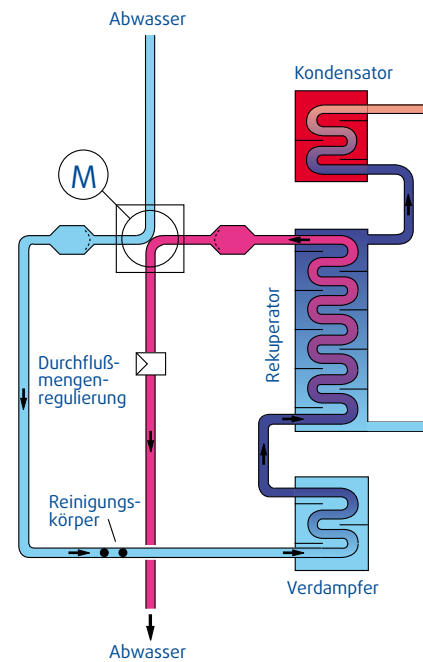 Abwasser
Kondensator
M
Rekuperator
Durchfluß-
mengen-
regulierung
Reinigungs-
körper
Verdampfer
Abwasser